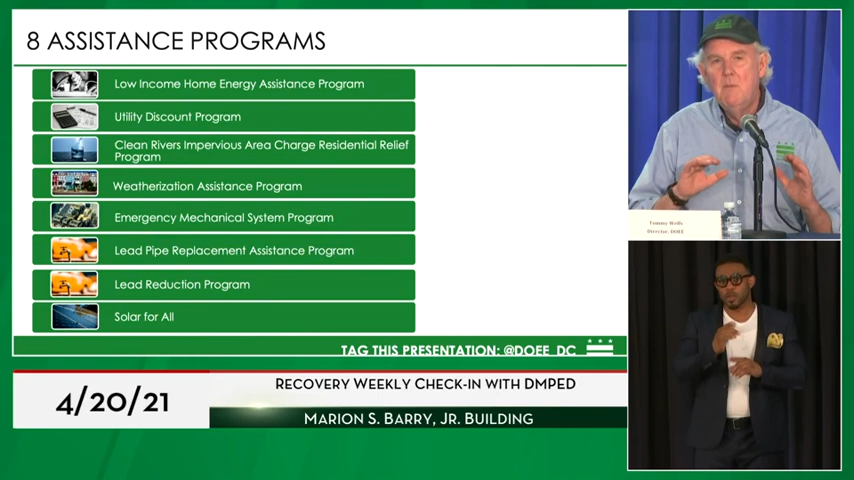 8 ASSISTANCE PROGRAMS
Low Income Home Energy Assistance Program
Utility Discount Program
Clean Rivers Impervious Area Charge Residential Relief
Program
Weatherization Assistance Program
Emergency Mechanical System Program
Lead Pipe Replacement Assistance Program
Lead Reduction Program
Solar for All
TAG THIS PRESENTATION: @DOEE_DC
Tommy Wells
Director, DOEE
4/20/21
RECOVERY WEEKLY CHECK-IN WITH DMPED
MARION S. BARRY, JR. BUILDING